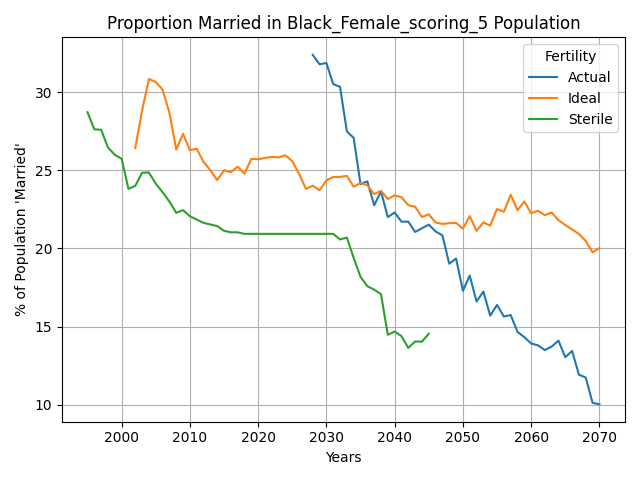 Proportion Married in Black_Female_scoring_5 Population
% of Population 'Married'
30
25
20
15
10
Fertility
Actual
Ideal
Sterile
2000 2010 2020 2030 2040 2050 2060 2070
Years